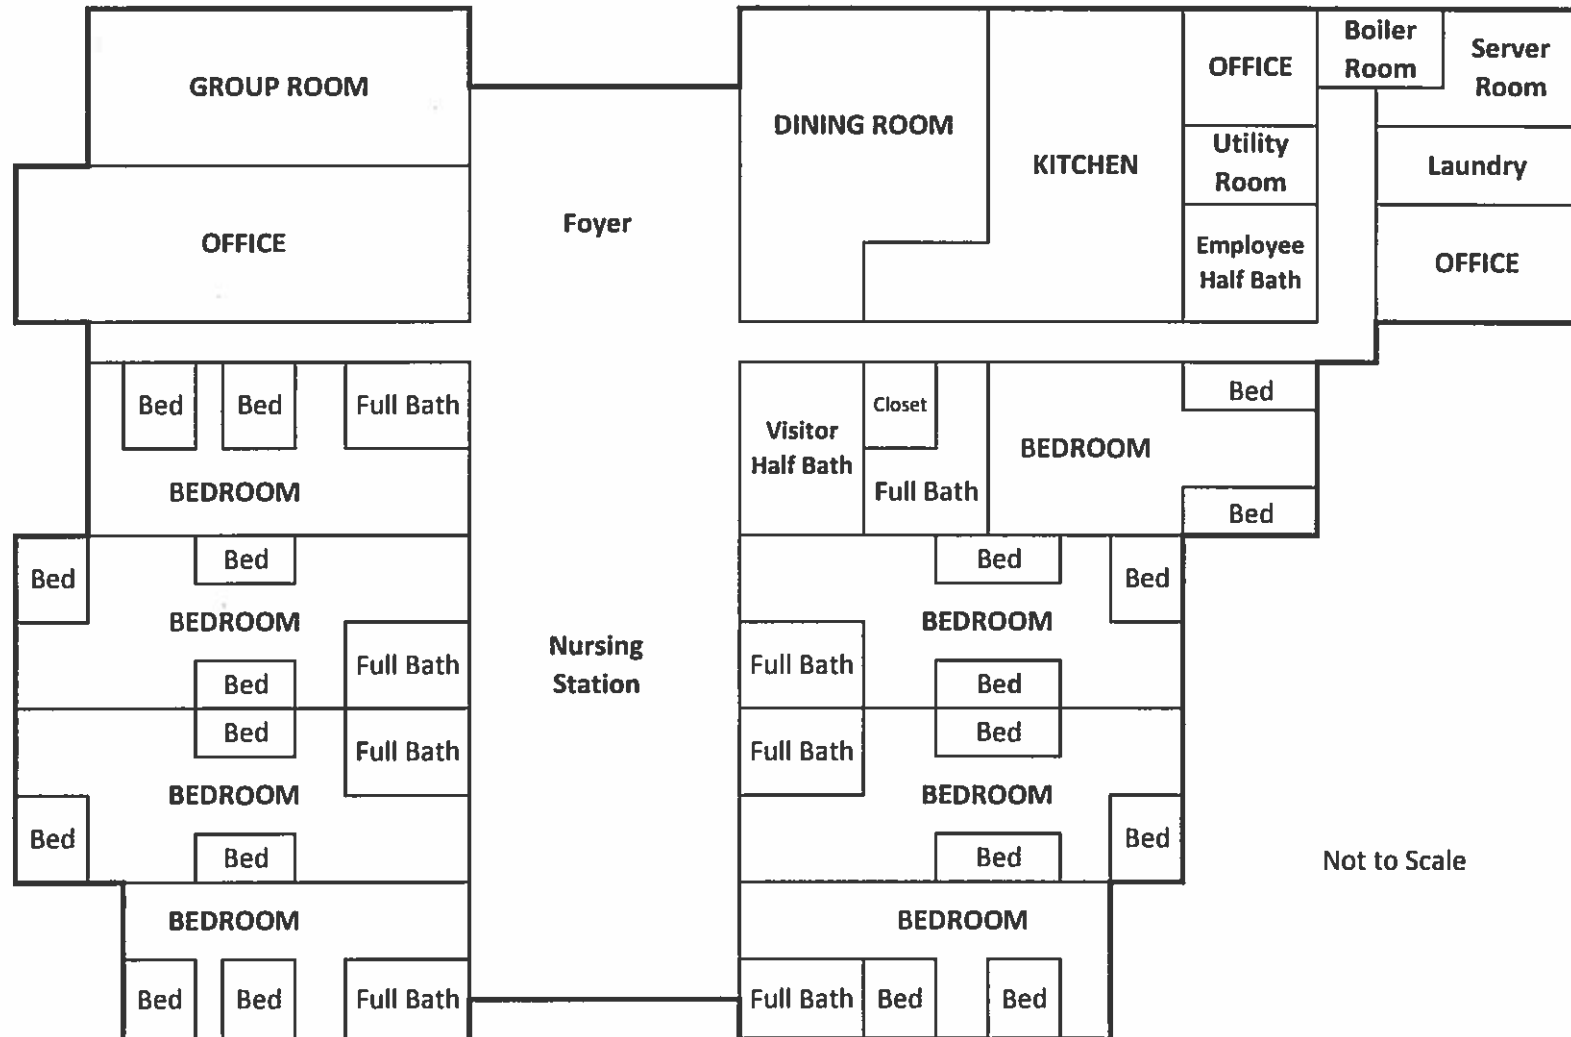 GROUP ROOM
OFFICE
Foyer
DINING ROOM
KITCHEN
OFFICE
Utility
Room
Employee
Half Bath
Boiler
Room
Server
Room
Laundry
OFFICE
Bed
Bed
Full Bath
BEDROOM
Bed
Bed
BEDROOM
Bed
Full Bath
Bed
Full Bath
BEDROOM
Bed
Bed
BEDROOM
Bed
Bed
Full Bath
Nursing
Station
Visitor
Half Bath
Closet
Full Bath
BEDROOM
Bed
Bed
Bed
Bed
BEDROOM
Full Bath
Bed
Full Bath
Bed
BEDROOM
Bed
Bed
BEDROOM
Full Bath
Bed
Bed
Not to Scale